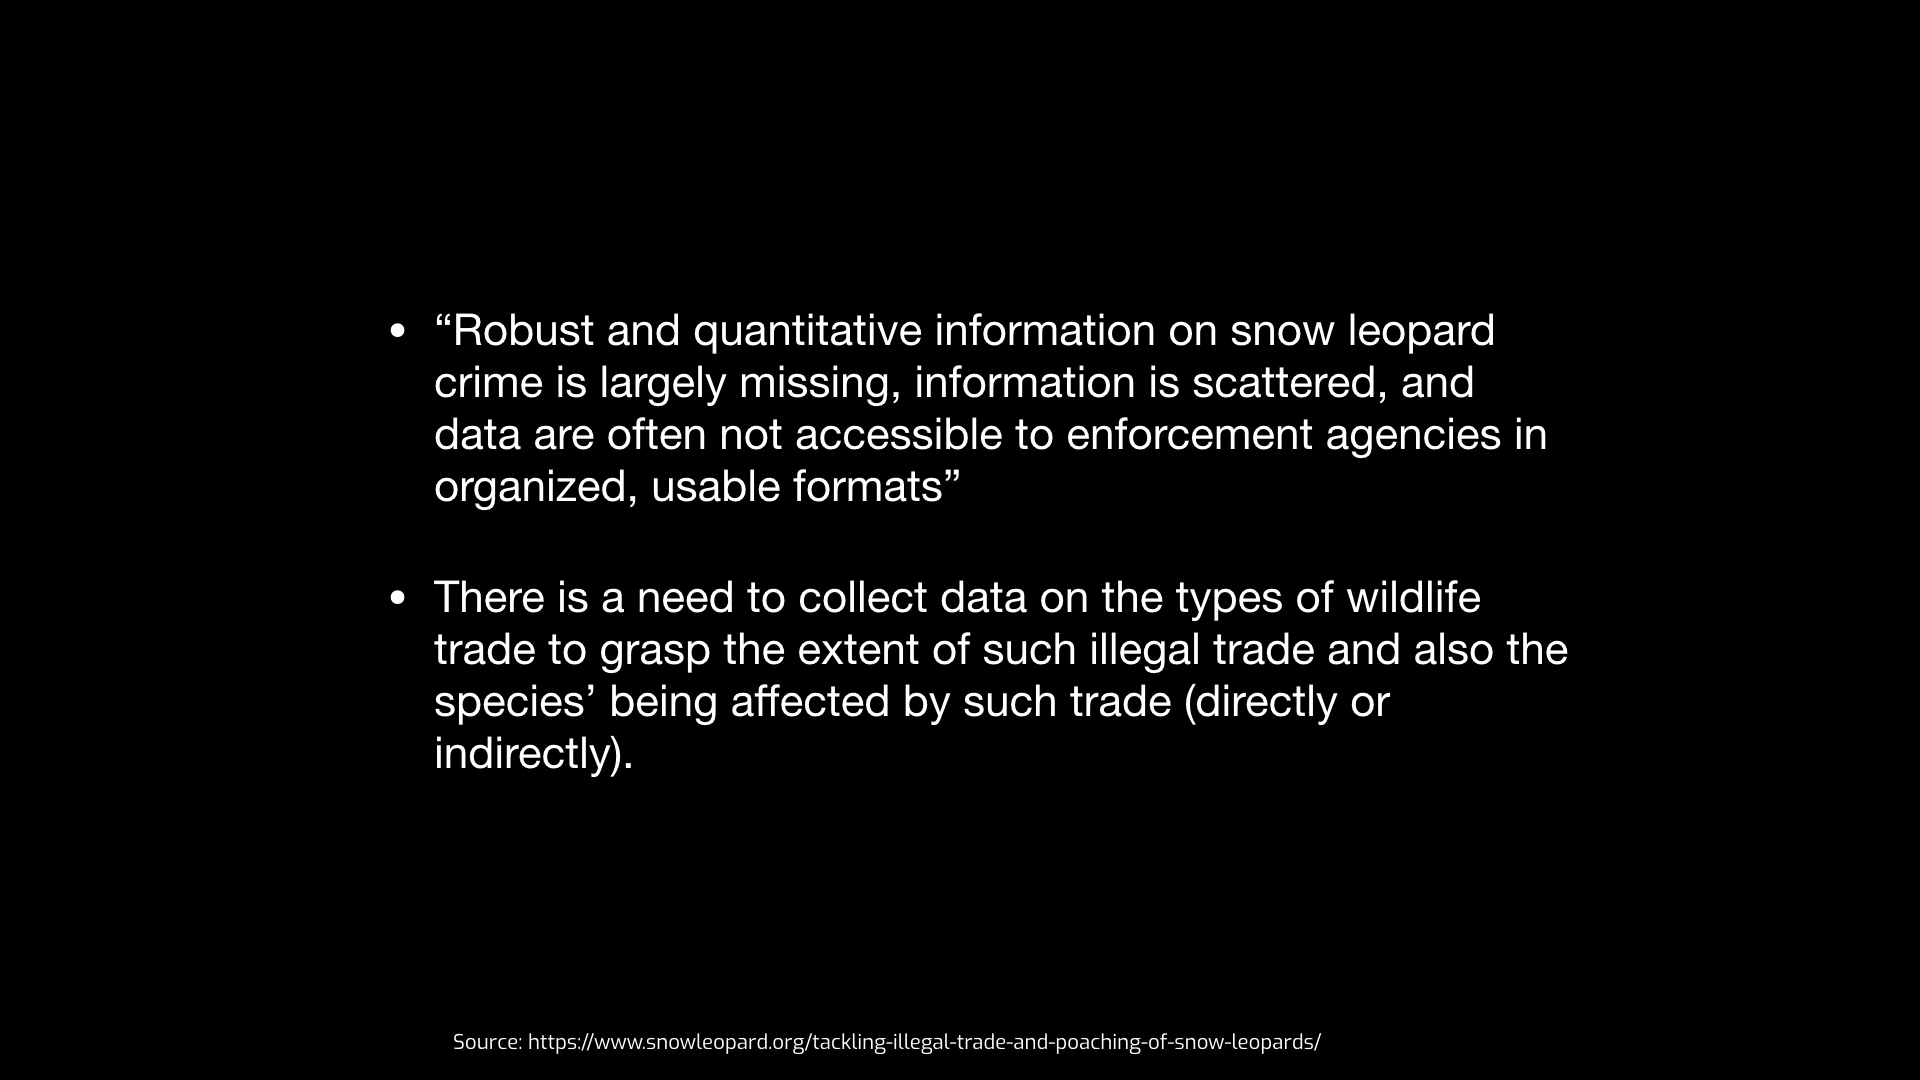 • “Robust and quantitative information on snow leopard
crime is largely missing, information is scattered, and
data are often not accessible to enforcement agencies in
organized, usable formats”
• There is a need to collect data on the types of wildlife
trade to grasp the extent of such illegal trade and also the
species’ being affected by such trade (directly or
indirectly).
Source: https://www.snowleopard.org/tackling-illegal-trade-and-poaching-of-snow-leopards/